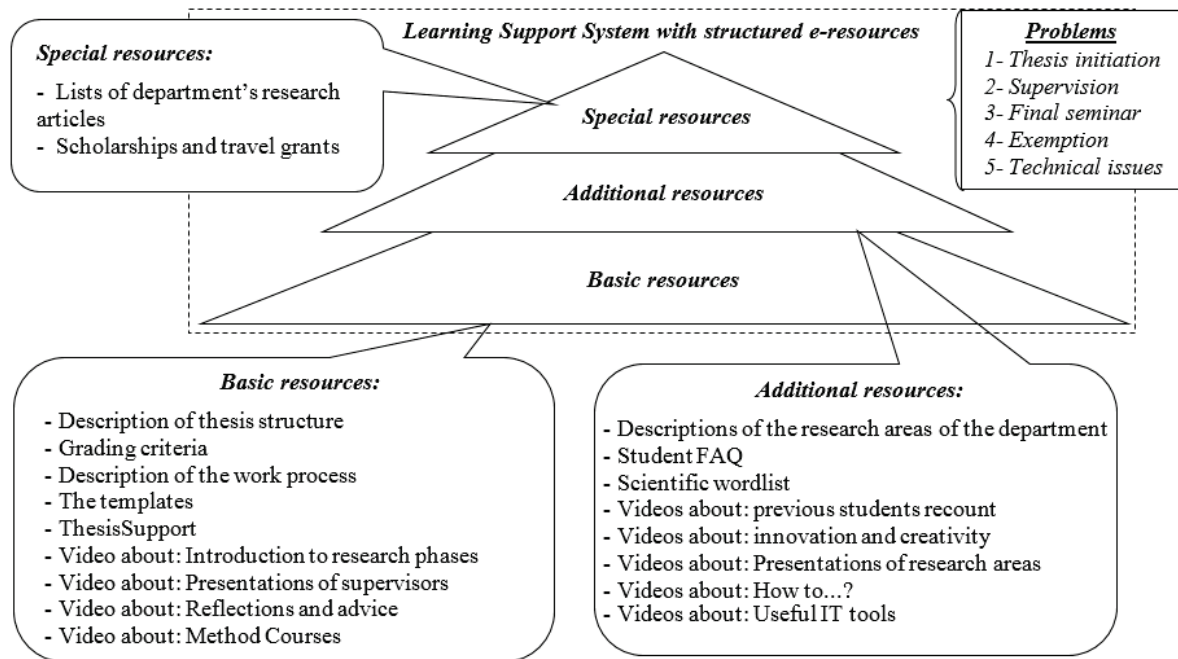 Learning Support System with structured e-resources
Special resources:
- Lists of department's research
articles
- Scholarships and travel grants
Problems
1- Thesis initiation
2- Supervision
3- Final seminar
4- Exemption
5- Technical issues
Special resources
Additional resources
Basic resources
Basic resources:
- Description of thesis structure
- Grading criteria
- Description of the work process
- The templates
- ThesisSupport
- Video about: Introduction to research phases
- Video about: Presentations of supervisors
- Video about: Reflections and advice
- Video about: Method Courses
Additional resources:
- Descriptions of the research areas of the department
- Student FAQ
- Scientific wordlist
- Videos about: previous students recount
- Videos about: innovation and creativity
- Videos about: Presentations of research areas
- Videos about: How to...?
- Videos about: Useful IT tools